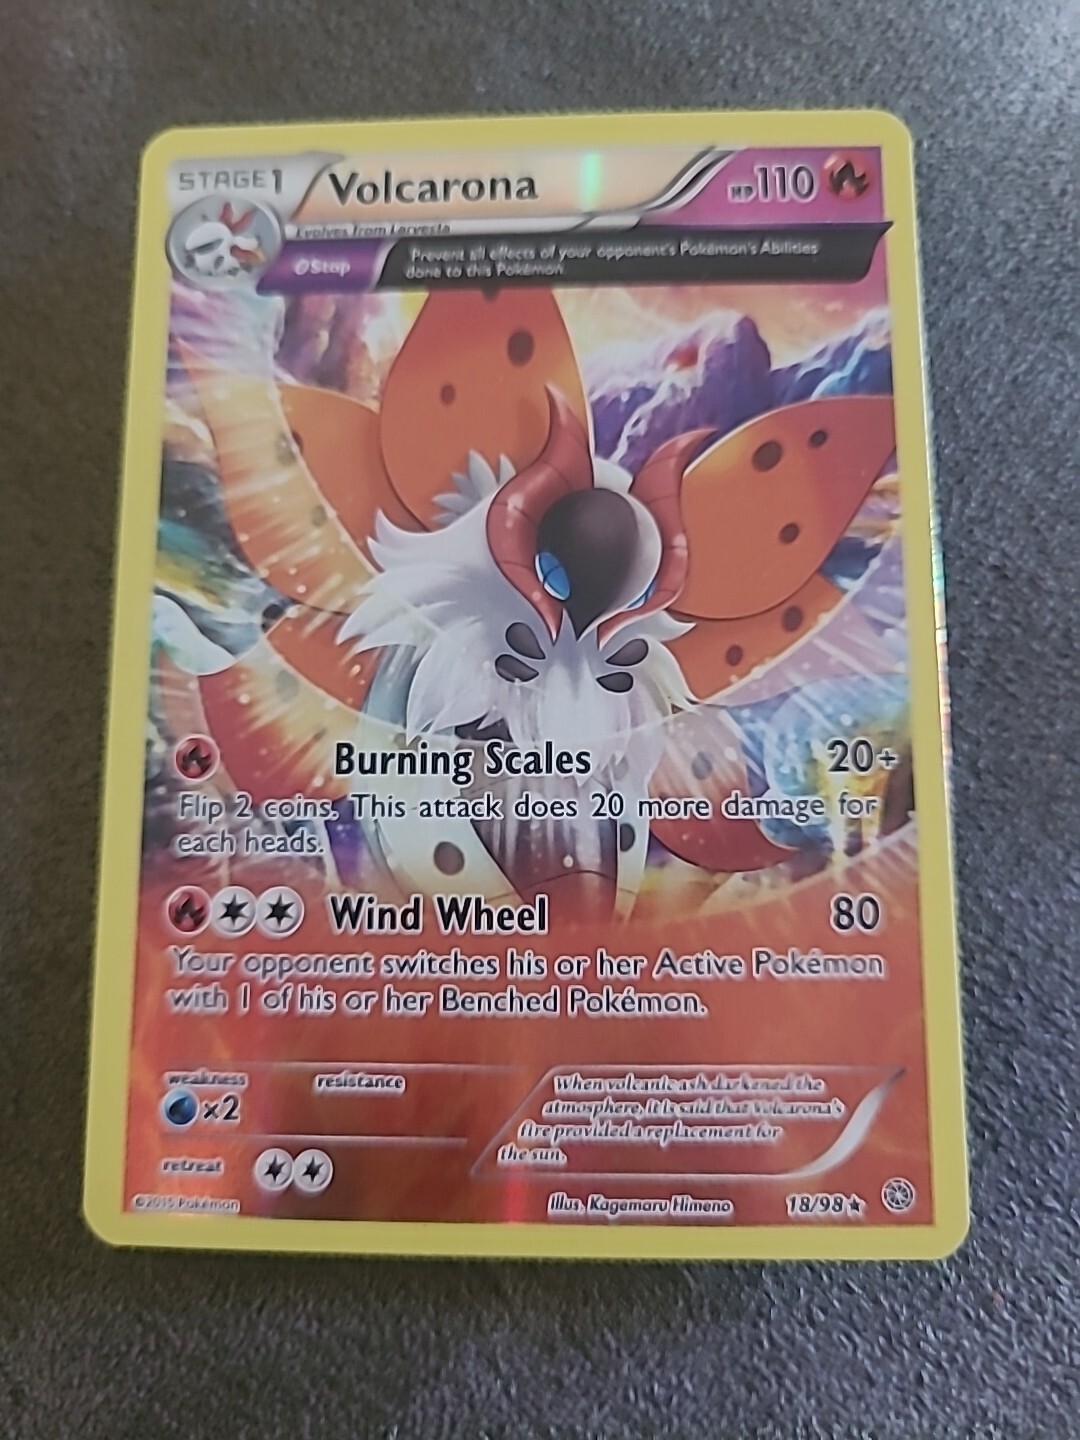 STAGE1 Volcarona HP110
Evolves from Larvesta
θStop Prevent all effects of your opponent's Pokémon's Abilities
done to this Pokémon.
Burning Scales 20+
Flip 2 coins. This attack does 20 more damage for
each heads.
Wind Wheel 80
Your opponent switches his or her Active Pokémon
with 1 of his or her Benched Pokémon.
weakness resistance
×2
retreat
When volcanic ash darkened the
atmosphere, it is said that Volcarona's
fire provided a replacement for
the sun.
©2015 Pokémon Illus. Kagemaru Himeno 18/98★